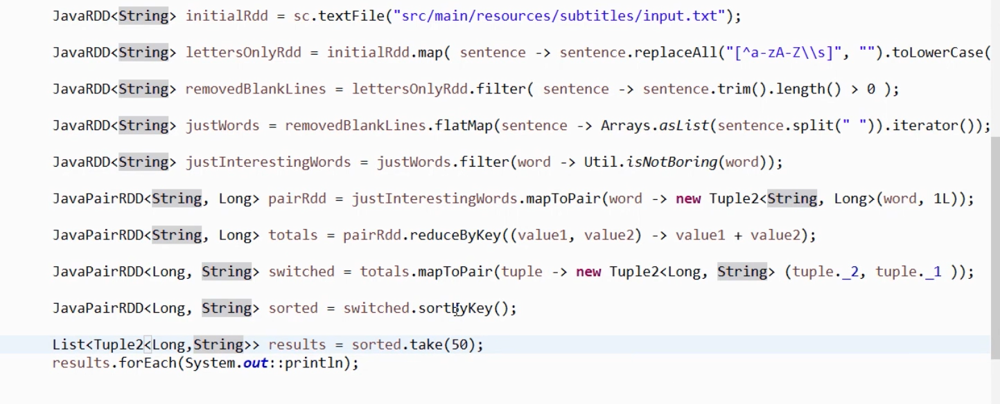 JavaRDD<String> initialRdd = sc.textFile("src/main/resources/subtitles/input.txt");
JavaRDD<String> lettersOnlyRdd = initialRdd.map( sentence -> sentence.replaceAll("[^a-zA-Z\\s]", "").toLowerCase(
JavaRDD<String> removedBlankLines = lettersOnlyRdd.filter( sentence -> sentence.trim().length() > 0 );
JavaRDD<String> justWords = removedBlankLines.flatMap(sentence -> Arrays.asList(sentence.split(" ")).iterator());
JavaRDD<String> justInterestingWords = justWords.filter(word -> Util.isNotBoring(word));
JavaPairRDD<String, Long> pairRdd = justInterestingWords.mapToPair(word -> new Tuple2<String, Long>(word, 1L));
JavaPairRDD<String, Long> totals = pairRdd.reduceByKey((value1, value2) -> value1 + value2);
JavaPairRDD<Long, String> switched = totals.mapToPair(tuple -> new Tuple2<Long, String> (tuple._2, tuple._1 ));
JavaPairRDD<Long, String> sorted = switched.sortByKey();
List<Tuple2<Long,String>> results = sorted.take(50);
results.forEach(System.out::println);